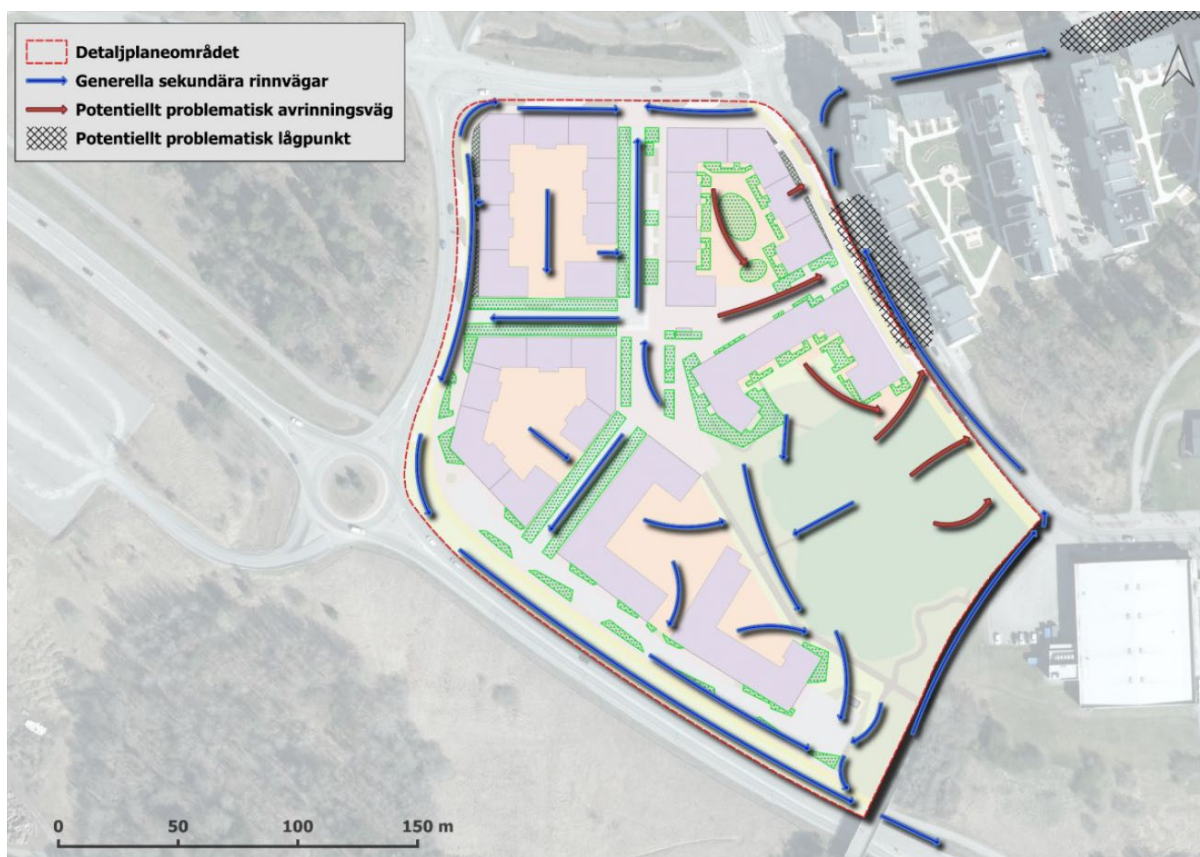 Detaljplaneområdet
Generella sekundära rinnvägar
Potentiellt problematisk avrinningsväg
Potentiellt problematisk lågpunkt
0 50 100 150 m